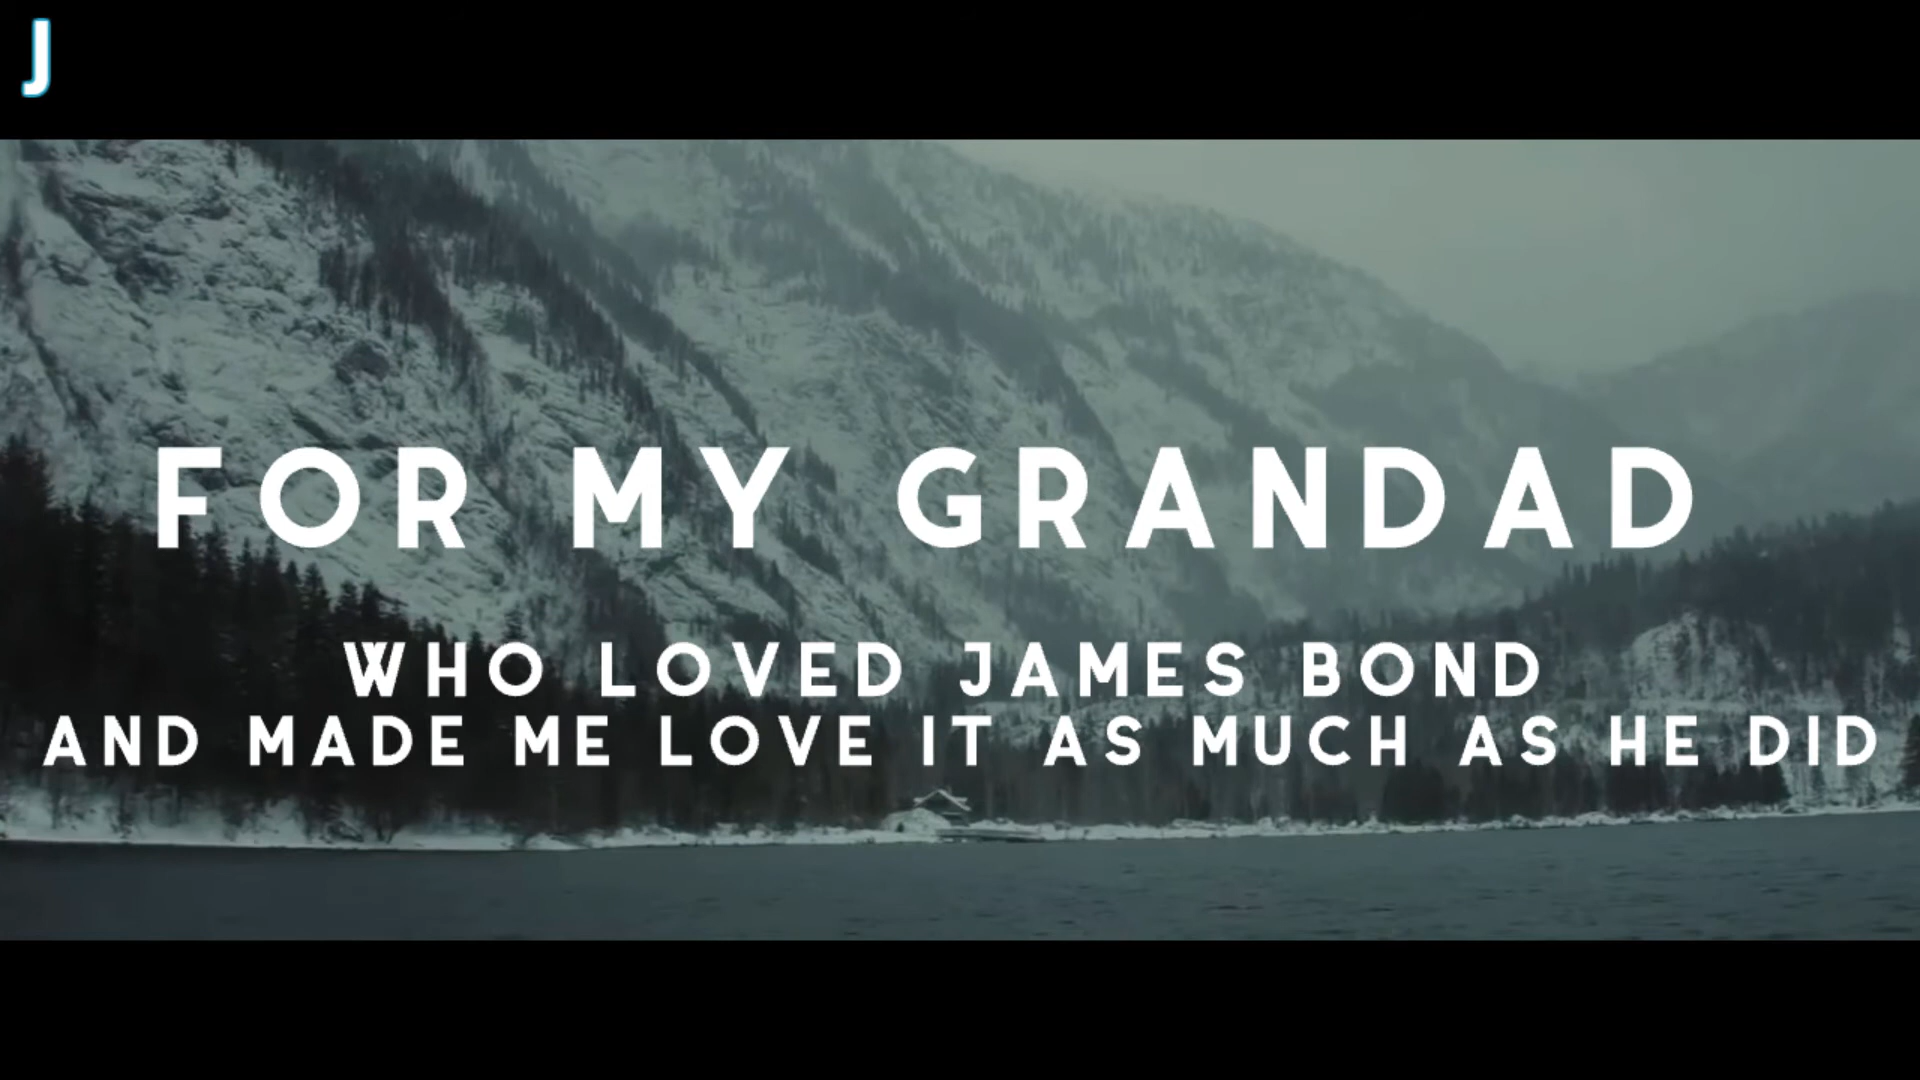 J
FOR MY GRANDAD
WHO LOVED JAMES BOND
AND MADE ME LOVE IT AS MUCH AS HE DID